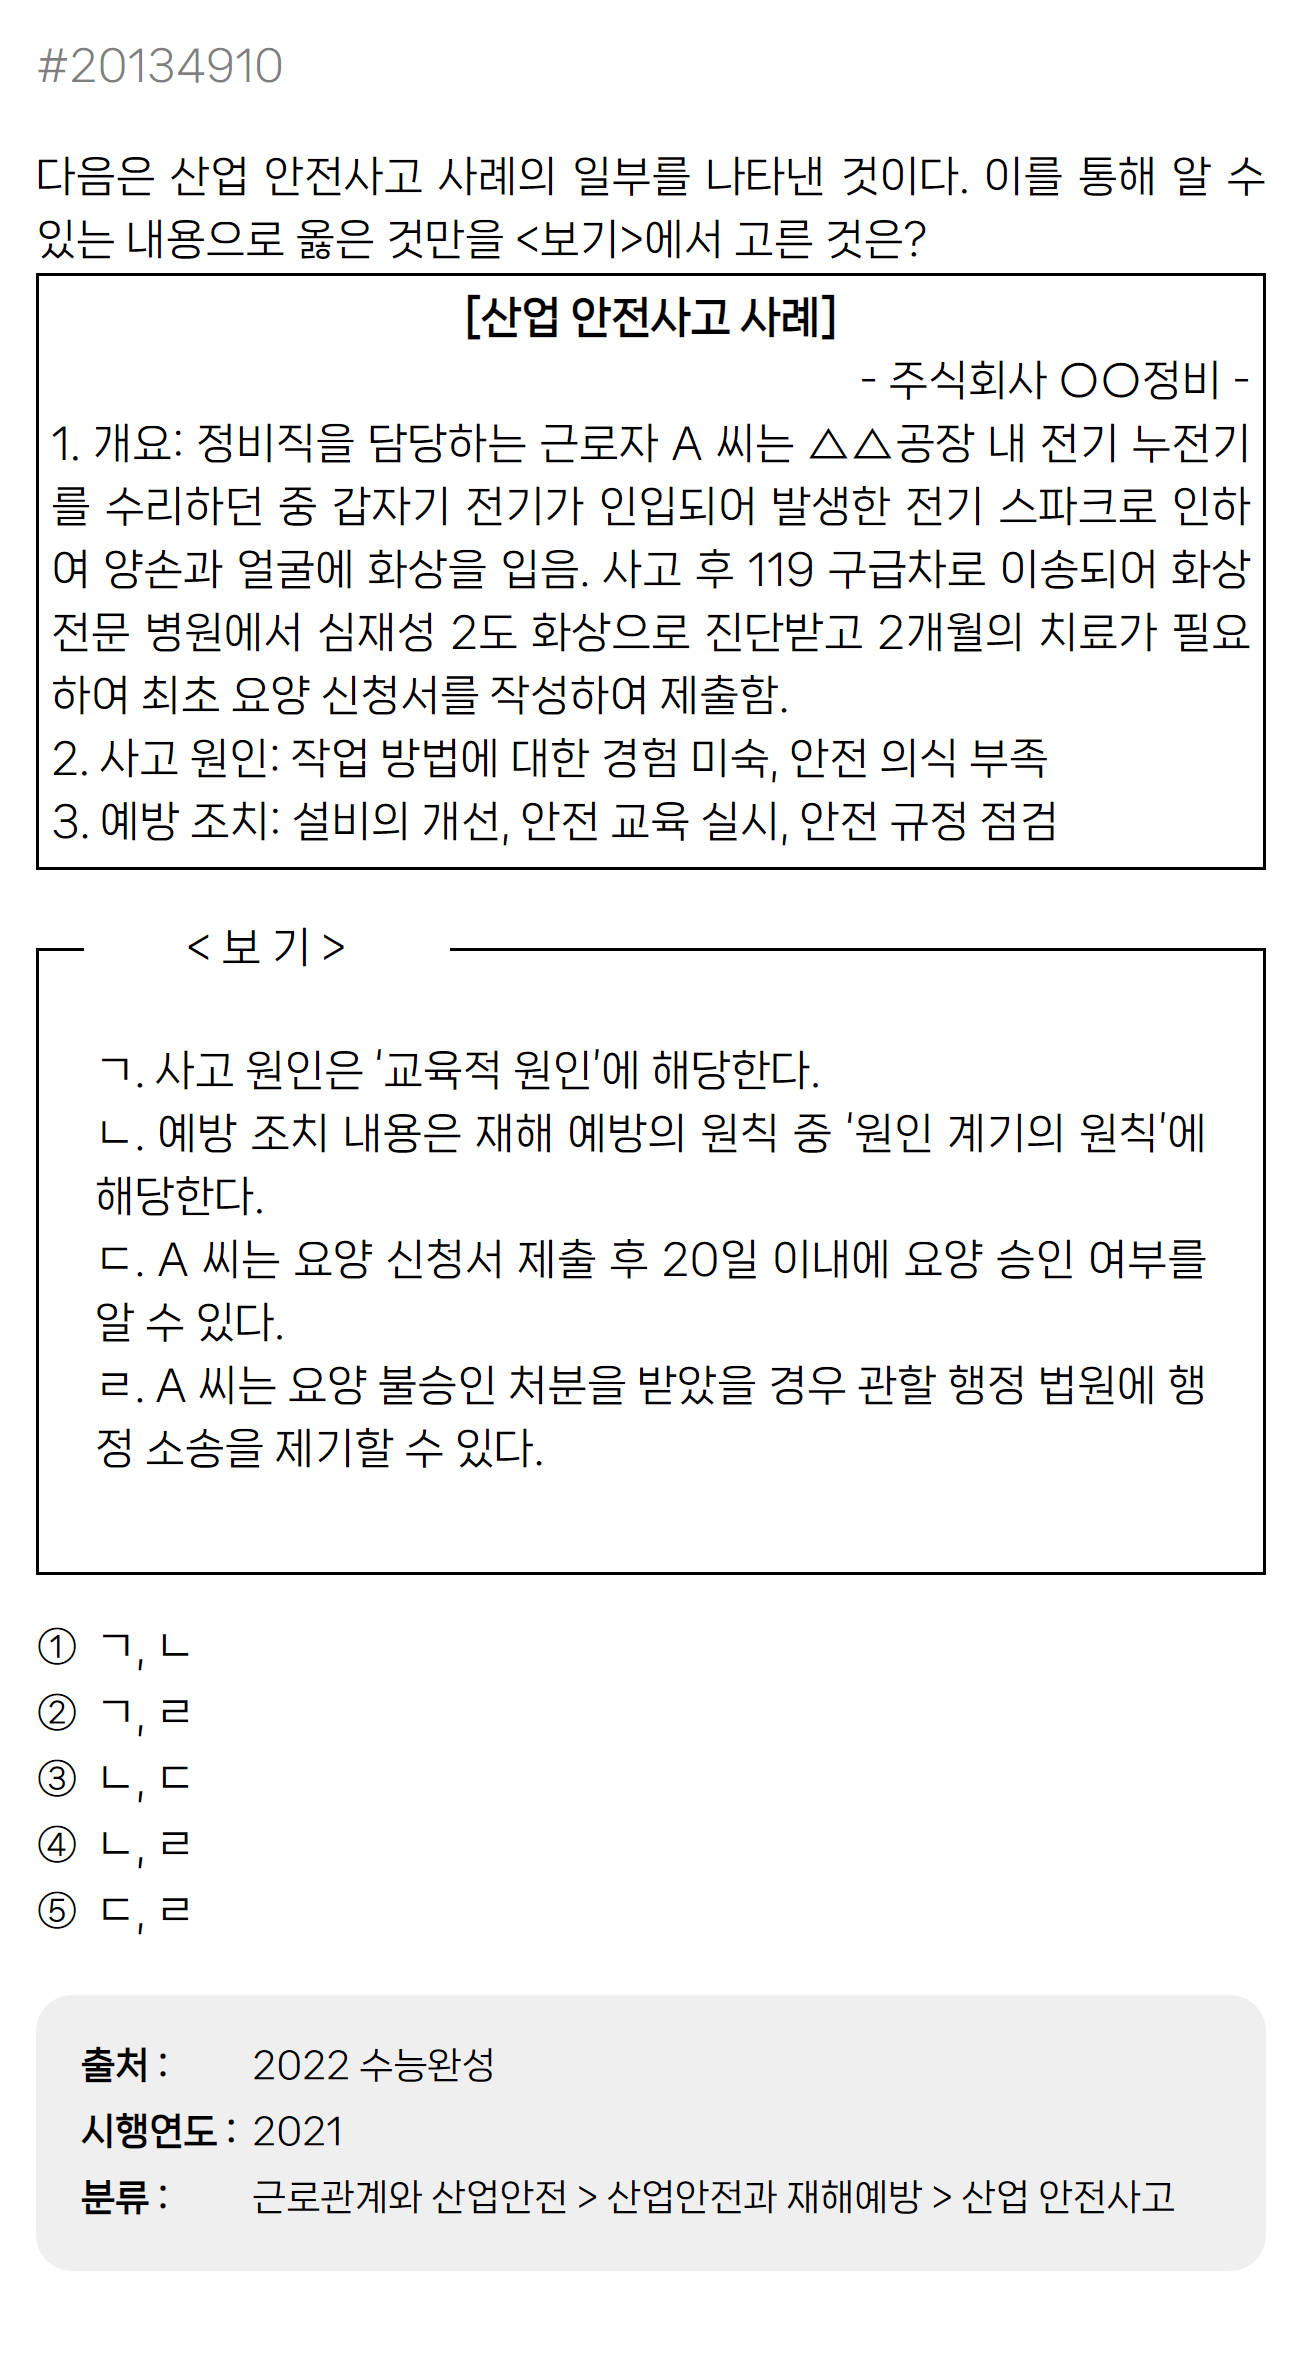 #20134910
다음은 산업 안전사고 사례의 일부를 나타낸 것이다. 이를 통해 알 수
있는 내용으로 옳은 것만을 <보기>에서 고른 것은?
[산업 안전사고 사례]
- 주식회사 〇〇정비 -
1. 개요: 정비직을 담당하는 근로자 A 씨는 △△공장 내 전기 누전기
를 수리하던 중 갑자기 전기가 인입되어 발생한 전기 스파크로 인하
여 양손과 얼굴에 화상을 입음. 사고 후 119 구급차로 이송되어 화상
전문 병원에서 심재성 2도 화상으로 진단받고 2개월의 치료가 필요
하여 최초 요양 신청서를 작성하여 제출함.
2. 사고 원인: 작업 방법에 대한 경험 미숙, 안전 의식 부족
3. 예방 조치: 설비의 개선, 안전 교육 실시, 안전 규정 점검
< 보 기 >
ㄱ. 사고 원인은 ‘교육적 원인’에 해당한다.
ㄴ. 예방 조치 내용은 재해 예방의 원칙 중 ‘원인 계기의 원칙’에
해당한다.
ㄷ. A 씨는 요양 신청서 제출 후 20일 이내에 요양 승인 여부를
알 수 있다.
ㄹ. A 씨는 요양 불승인 처분을 받았을 경우 관할 행정 법원에 행
정 소송을 제기할 수 있다.
① ㄱ, ㄴ
② ㄱ, ㄹ
③ ㄴ, ㄷ
④ ㄴ, ㄹ
⑤ ㄷ, ㄹ
출처 : 2022 수능완성
시행연도 : 2021
분류 : 근로관계와 산업안전 > 산업안전과 재해예방 > 산업 안전사고